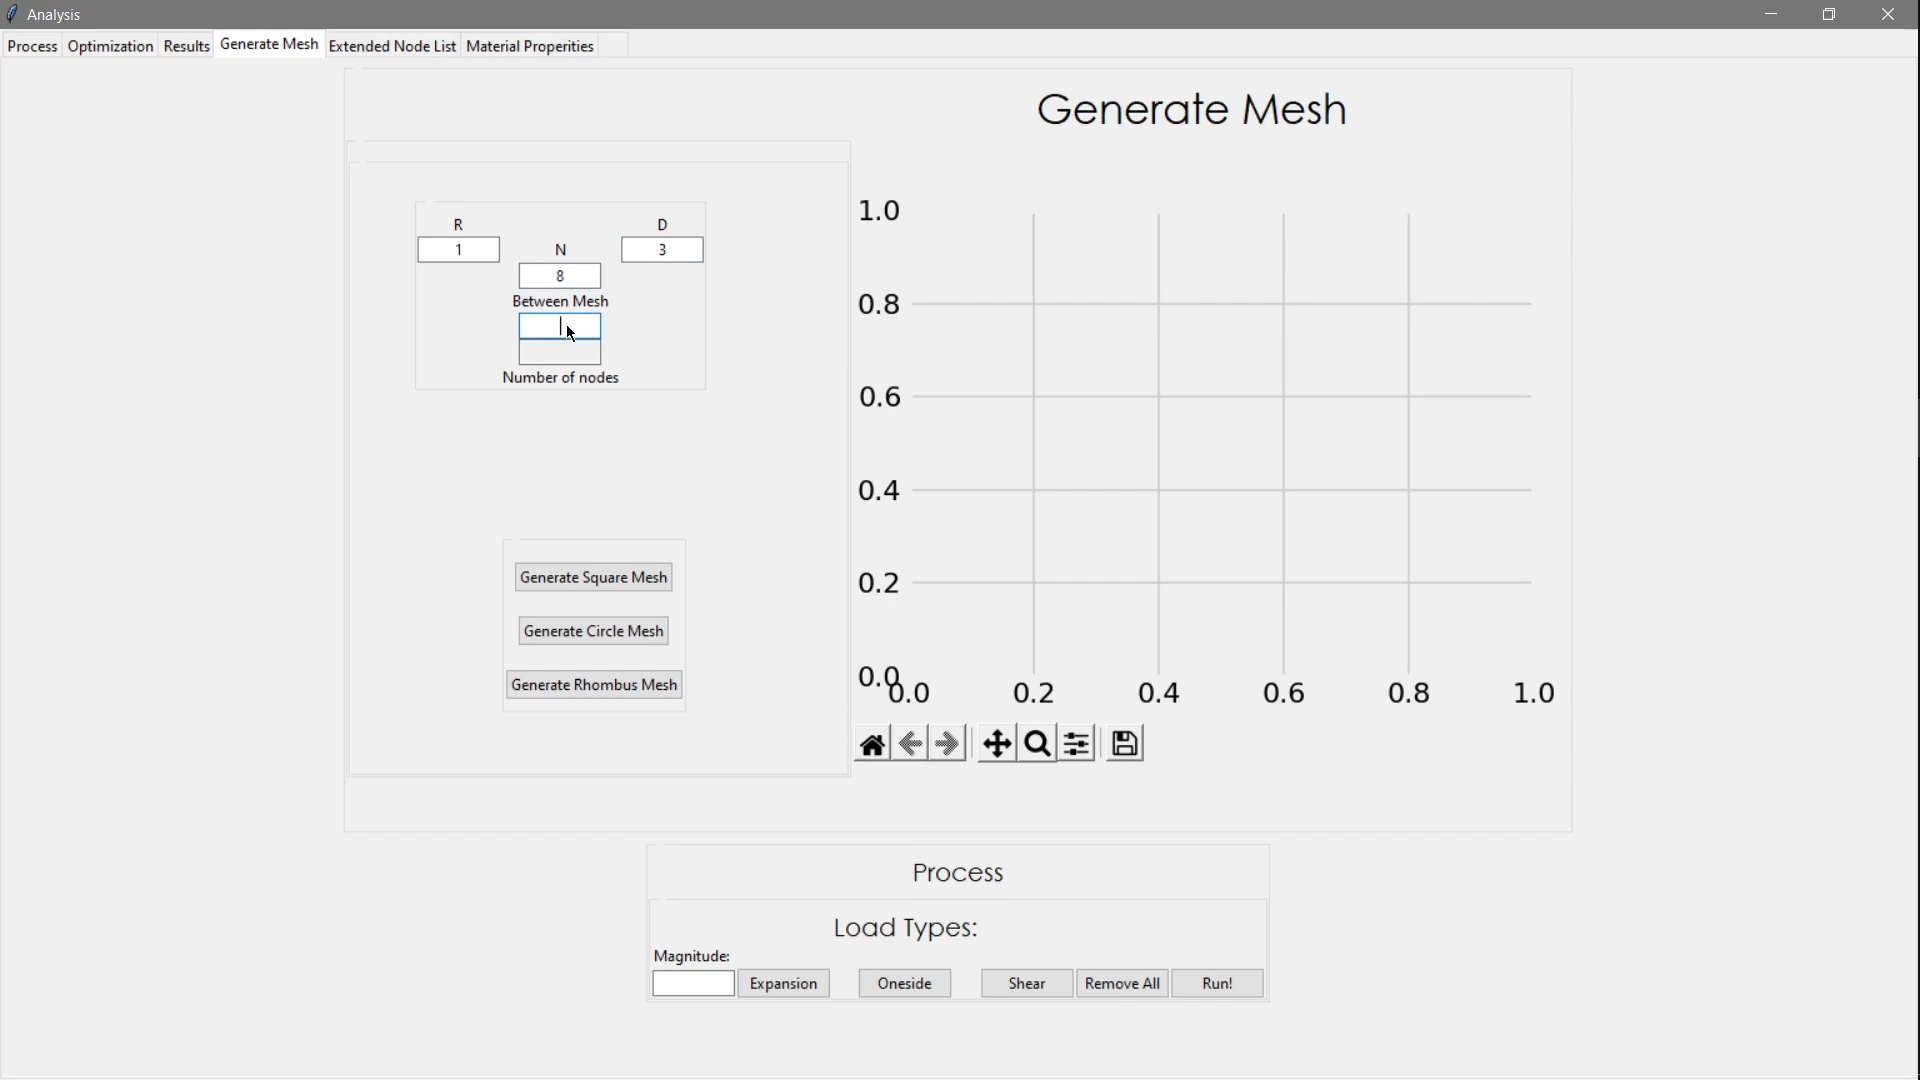 Analysis
Process Optimization Results Generate Mesh Extended Node List Material Properities
Generate Mesh
R D
1 N 3
8
Between Mesh
Number of nodes
Generate Square Mesh
Generate Circle Mesh
Generate Rhombus Mesh
1.0
0.8
0.6
0.4
0.2
0.0
0.0 0.2 0.4 0.6 0.8 1.0
Process
Load Types:
Magnitude:
Expansion Oneside Shear Remove All Run!